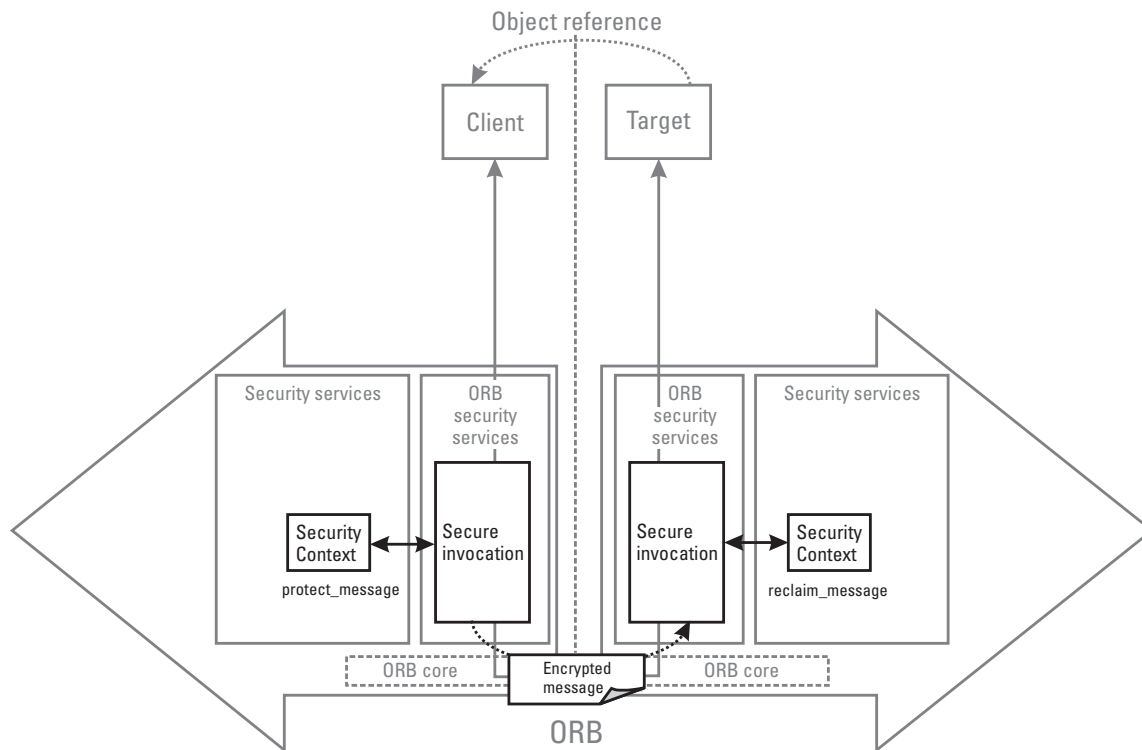 Object reference
Client
Target
Security services
ORB
security
services
ORB
security
services
Security services
Security
Context
Secure
invocation
Secure
invocation
Security
Context
protect_message
reclaim_message
ORB core
Encrypted
message
ORB core
ORB